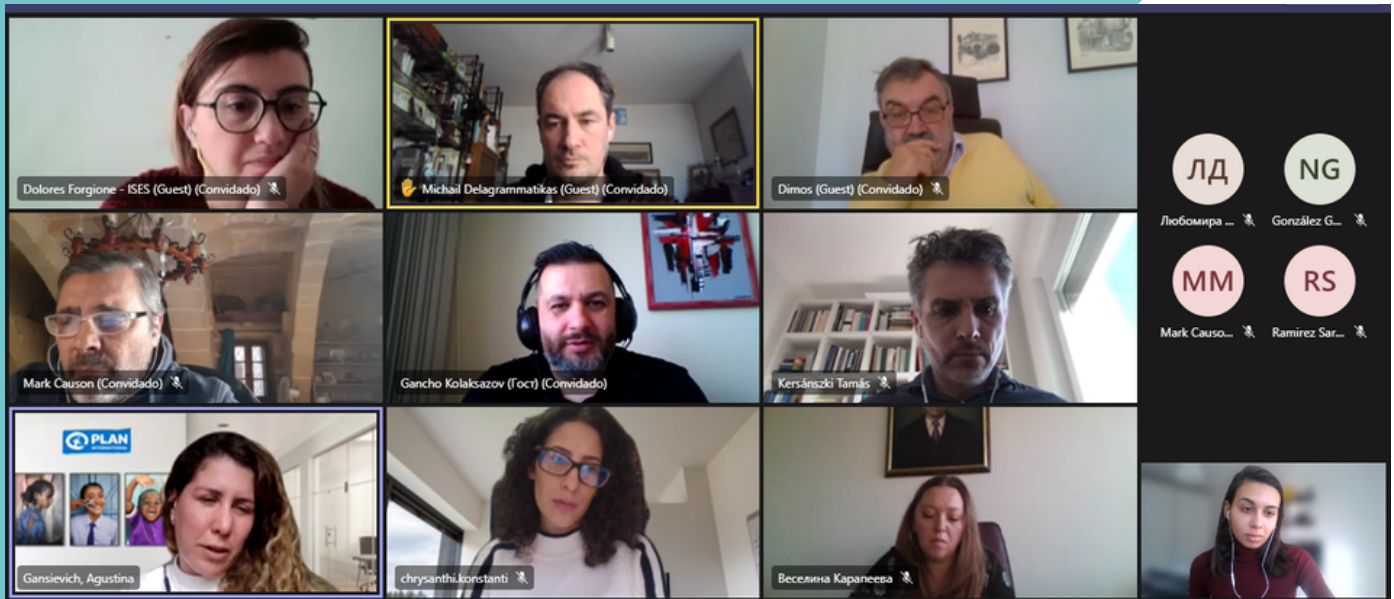 Dolores Forgione - ISES (Guest) (Convidado)
Michail Delagrammatikas (Guest) (Convidado)
Dimos (Guest) (Convidado)
ЛД
NG
Любомира ...
González G...
MM
RS
Mark Causo...
Ramirez Sar...
Mark Causon (Convidado)
Gancho Kolaksazov (Гост) (Convidado)
Kersánszki Tamás
PLAN
INTERNATIONAL
Gansievich, Agustina
chrysanthi.konstanti
Веселина Карапеева